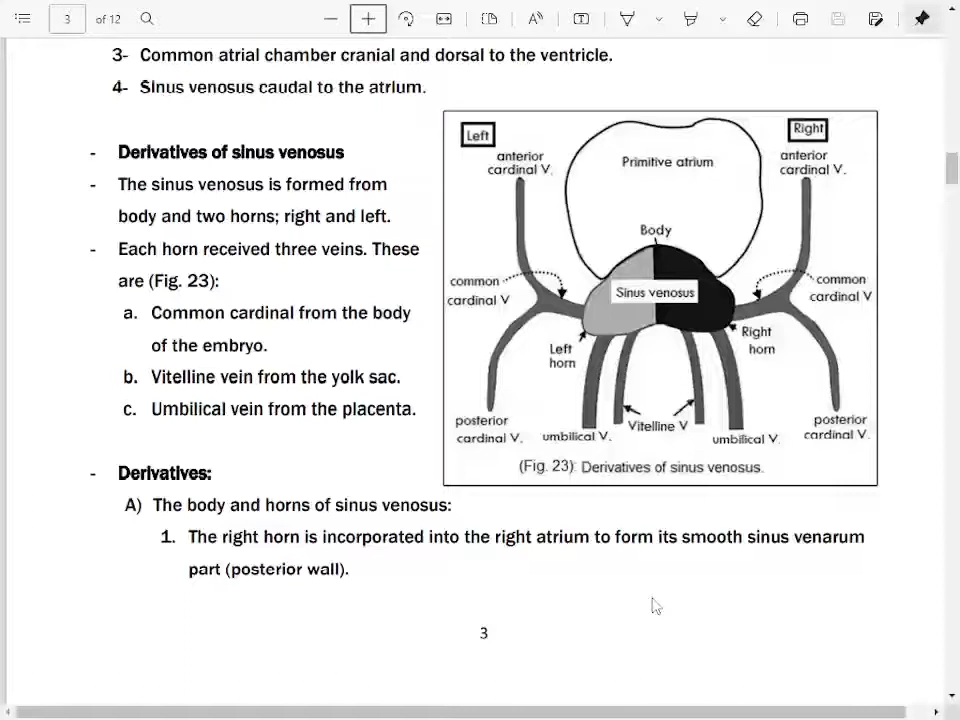 3
of 12
3- Common atrial chamber cranial and dorsal to the ventricle.
4- Sinus venosus caudal to the atrium.
- Derivatives of sinus venosus
- The sinus venosus is formed from
body and two horns; right and left.
- Each horn received three veins. These
are (Fig. 23):
a. Common cardinal from the body
of the embryo.
b. Vitelline vein from the yolk sac.
c. Umbilical vein from the placenta.
Left
Right
anterior
cardinal V.
Primitive atrium
anterior
cardinal V.
Body
common
cardinal V
Sinus venosus
common
cardinal V
Left
horn
Right
horn
posterior
cardinal V.
umbilical V.
Vitelline V
umbilical V.
posterior
cardinal V.
(Fig. 23): Derivatives of sinus venosus.
- Derivatives:
A) The body and horns of sinus venosus:
1. The right horn is incorporated into the right atrium to form its smooth sinus venarum
part (posterior wall).
3